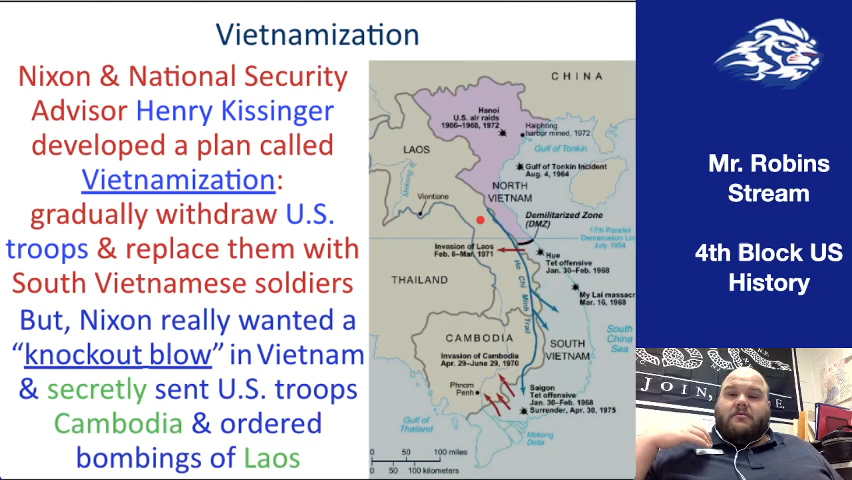 Vietnamization
Nixon & National Security
Advisor Henry Kissinger
developed a plan called
Vietnamization:
gradually withdraw U.S.
troops & replace them with
South Vietnamese soldiers
But, Nixon really wanted a
“knockout blow” in Vietnam
& secretly sent U.S. troops
Cambodia & ordered
bombings of Laos
CHINA
Hanoi
U.S. air raids
1966–1968, 1972
Haiphong
harbor mined, 1972
LAOS
Gulf of Tonkin
Mekong R.
Gulf of Tonkin Incident
Aug. 4, 1964
NORTH
VIETNAM
Vientiane
Demilitarized Zone
(DMZ)
17th Parallel
Demarcation Line
July 1954
Invasion of Laos
Feb. 6–Mar. 1971
Hue
Tet offensive
Jan. 30–Feb. 1968
THAILAND
Ho Chi Minh Trail
My Lai massacre
Mar. 16, 1968
CAMBODIA
Invasion of Cambodia
Apr. 29–June 29, 1970
SOUTH
VIETNAM
South
China
Sea
Phnom
Penh
Saigon
Tet offensive
Jan. 30–Feb. 1968
Surrender, Apr. 30, 1975
Gulf of
Thailand
Mekong
Delta
0 50 100 miles
0 50 100 kilometers
Mr. Robins
Stream
4th Block US
History
JOIN,